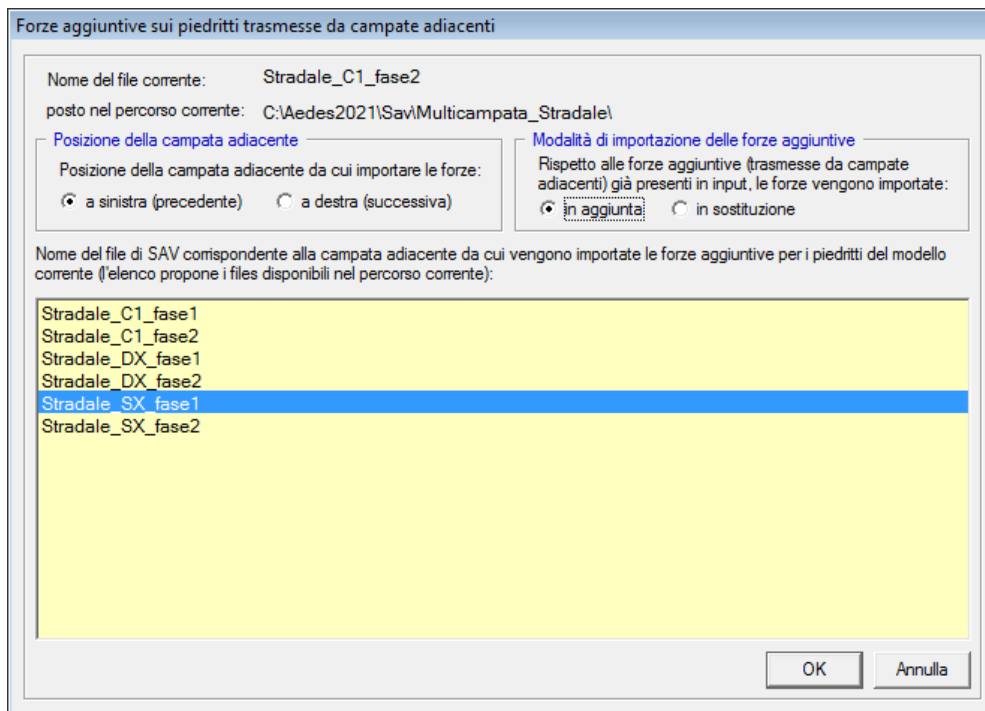 Forze aggiuntive sui piedritti trasmesse da campate adiacenti
Nome del file corrente: Stradale_C1_fase2
posto nel percorso corrente: C:\Aedes2021\Sav\Multicampata_Stradale\
Posizione della campata adiacente
Posizione della campata adiacente da cui importare le forze:
a sinistra (precedente) a destra (successiva)
Modalità di importazione delle forze aggiuntive
Rispetto alle forze aggiuntive (trasmesse da campate
adiacenti) già presenti in input, le forze vengono importate:
in aggiunta in sostituzione
Nome del file di SAV corrispondente alla campata adiacente da cui vengono importate le forze aggiuntive per i piedritti del modello
corrente (l'elenco propone i files disponibili nel percorso corrente):
Stradale_C1_fase1
Stradale_C1_fase2
Stradale_DX_fase1
Stradale_DX_fase2
Stradale_SX_fase1
Stradale_SX_fase2
OK Annulla